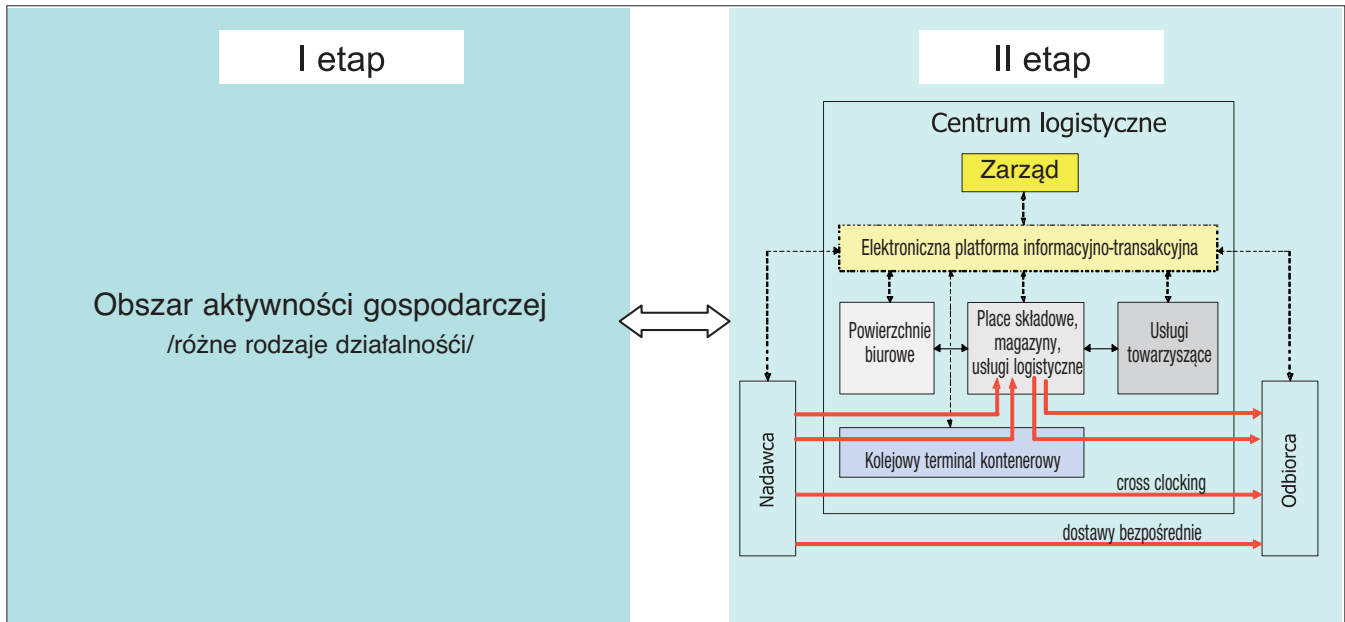 I etap
Obszar aktywności gospodarczej
/różne rodzaje działalnośći/
II etap
Centrum logistyczne
Zarząd
Elektroniczna platforma informacyjno-transakcyjna
Powierzchnie
biurowe
Place składowe,
magazyny,
usługi logistyczne
Usługi
towarzyszące
Nadawca
Kolejowy terminal kontenerowy
Odbiorca
cross clocking
dostawy bezpośrednie